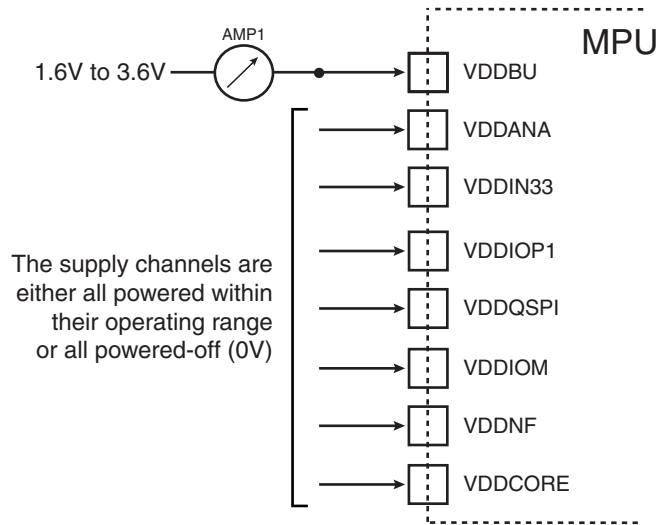 AMP1
MPU
1.6V to 3.6V
VDDBU
VDDANA
VDDIN33
VDDIOP1
The supply channels are
either all powered within
their operating range
or all powered-off (0V)
VDDQSPI
VDDIOM
VDDNF
VDDCORE